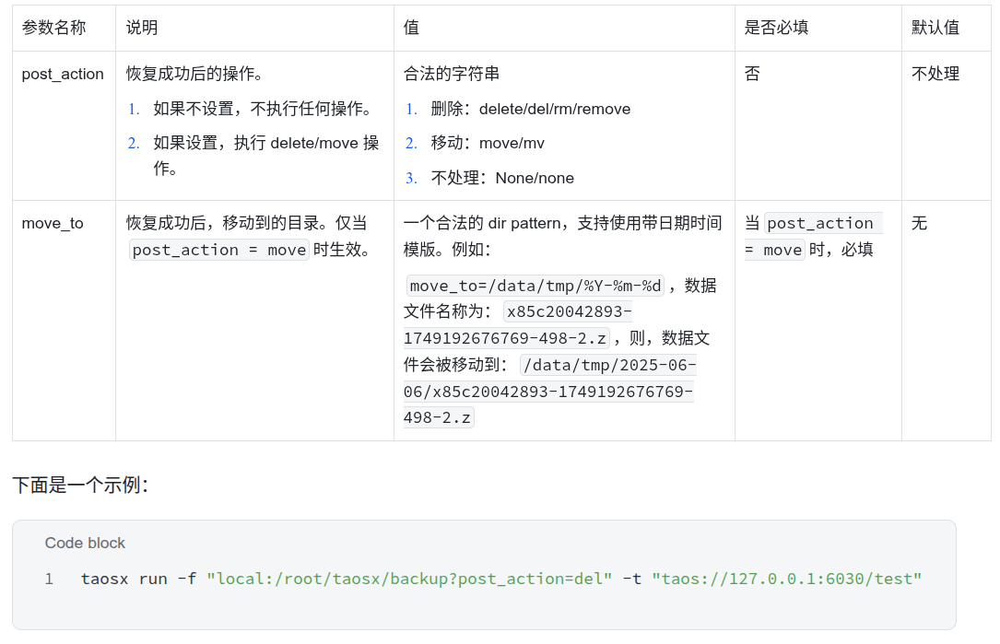 参数名称 说明 值 是否必填 默认值
post_action 恢复成功后的操作。 合法的字符串 否 不处理
1. 如果不设置，不执行任何操作。 1. 删除：delete/del/rm/remove
2. 如果设置，执行 delete/move 操 2. 移动：move/mv
作。
3. 不处理：None/none
move_to 恢复成功后，移动到的目录。仅当 一个合法的 dir pattern，支持使用带日期时间 当 post_action 无
post_action = move 时生效。 模版。例如： = move 时，必填
move_to=/data/tmp/%Y-%m-%d ，数据
文件名称为： x85c20042893-
1749192676769-498-2.z ，则，数据文
件会被移动到： /data/tmp/2025-06-
06/x85c20042893-1749192676769-
498-2.z
下面是一个示例：
Code block
1 taosx run -f "local:/root/taosx/backup?post_action=del" -t "taos://127.0.0.1:6030/test"